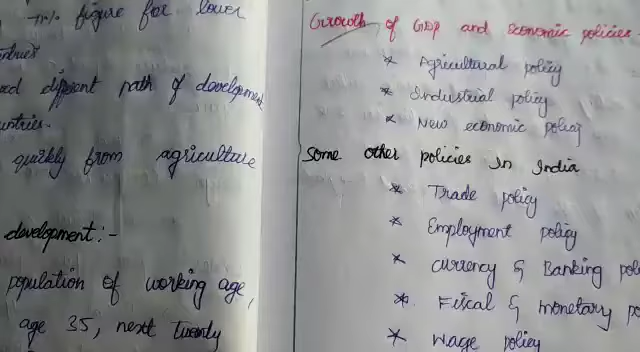 figure for lower
different path of development
quickly from agriculture
development:-
population of working age,
age 35, next twenty
Growth of GDP and Economic policies.
* Agricultural policy
* Industrial policy
* New economic policy
Some other policies In India
* Trade policy
* Employment policy
* currency & Banking
* Fiscal & monetary
* Wage policy